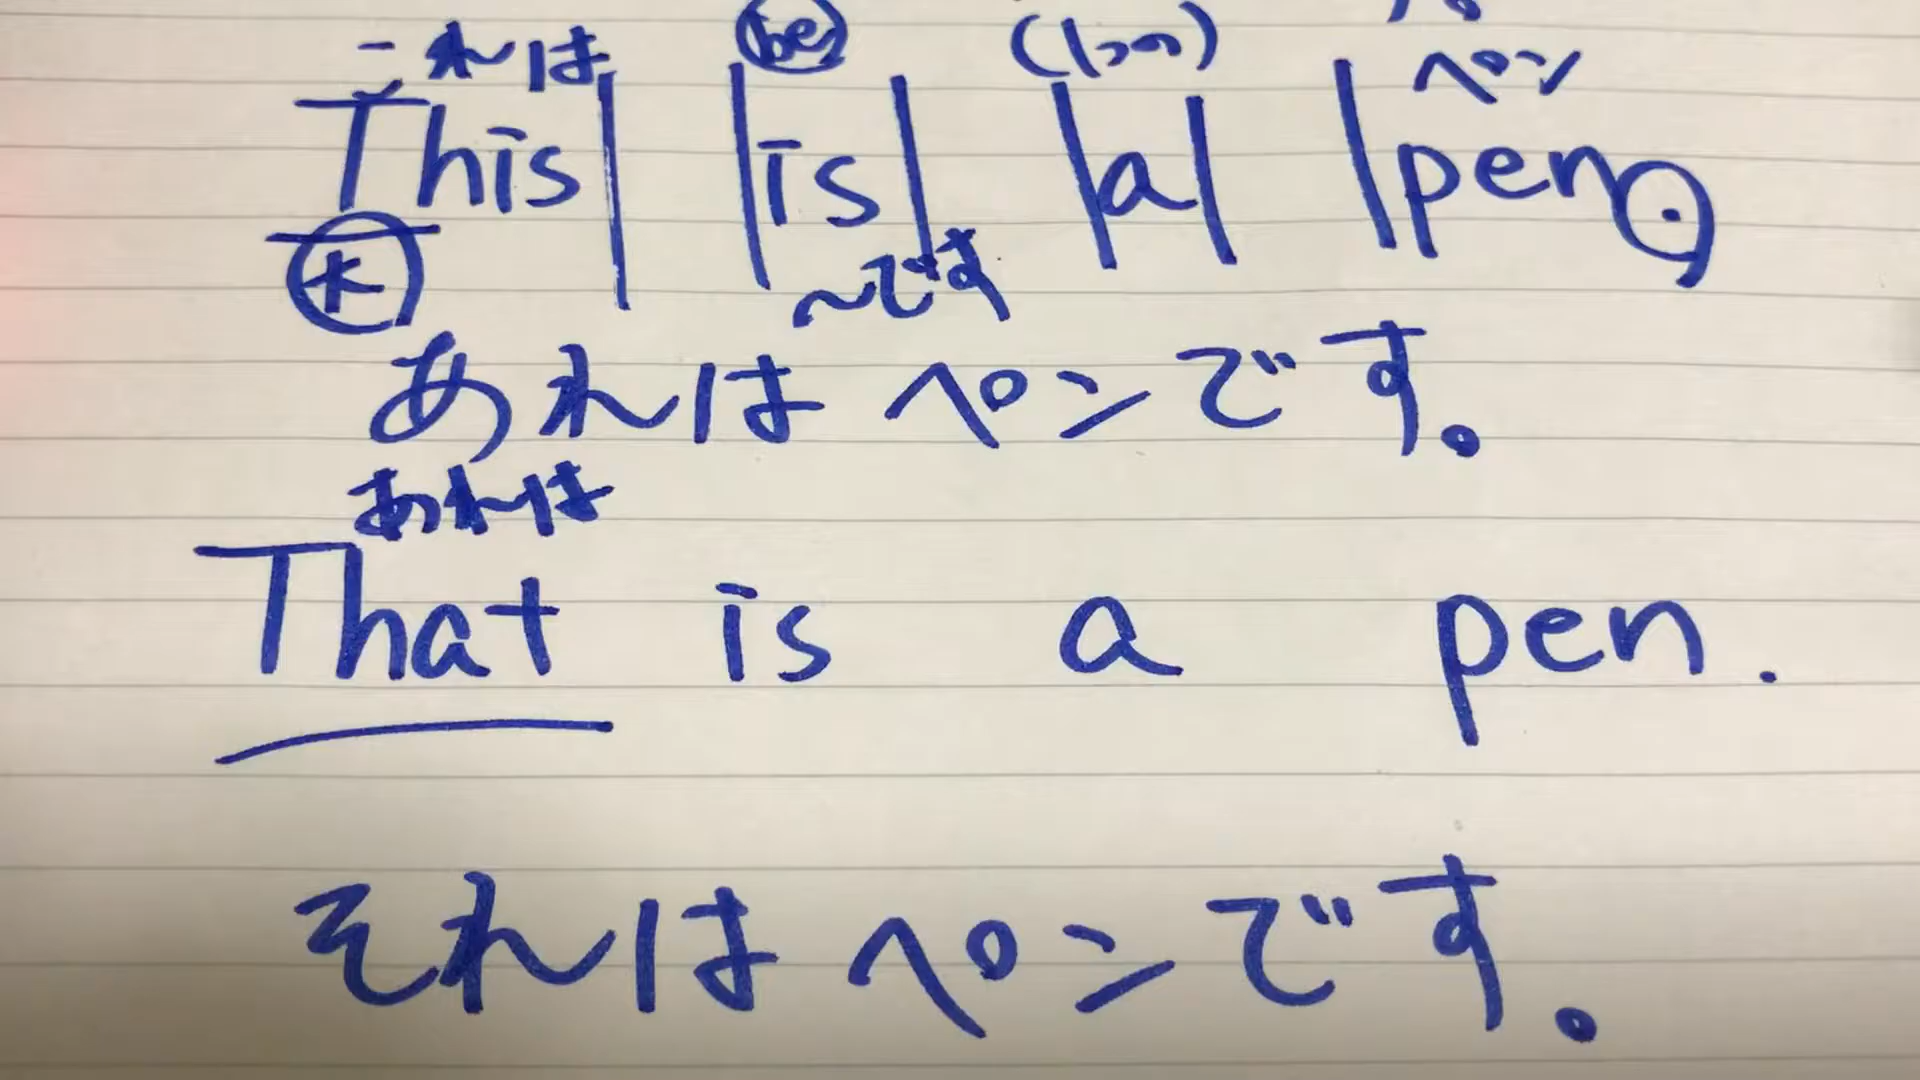 これは be (1つの) ペン
This is a pen.
大 〜です
あれはペンです。
あれは
That is a pen.
それはペンです。